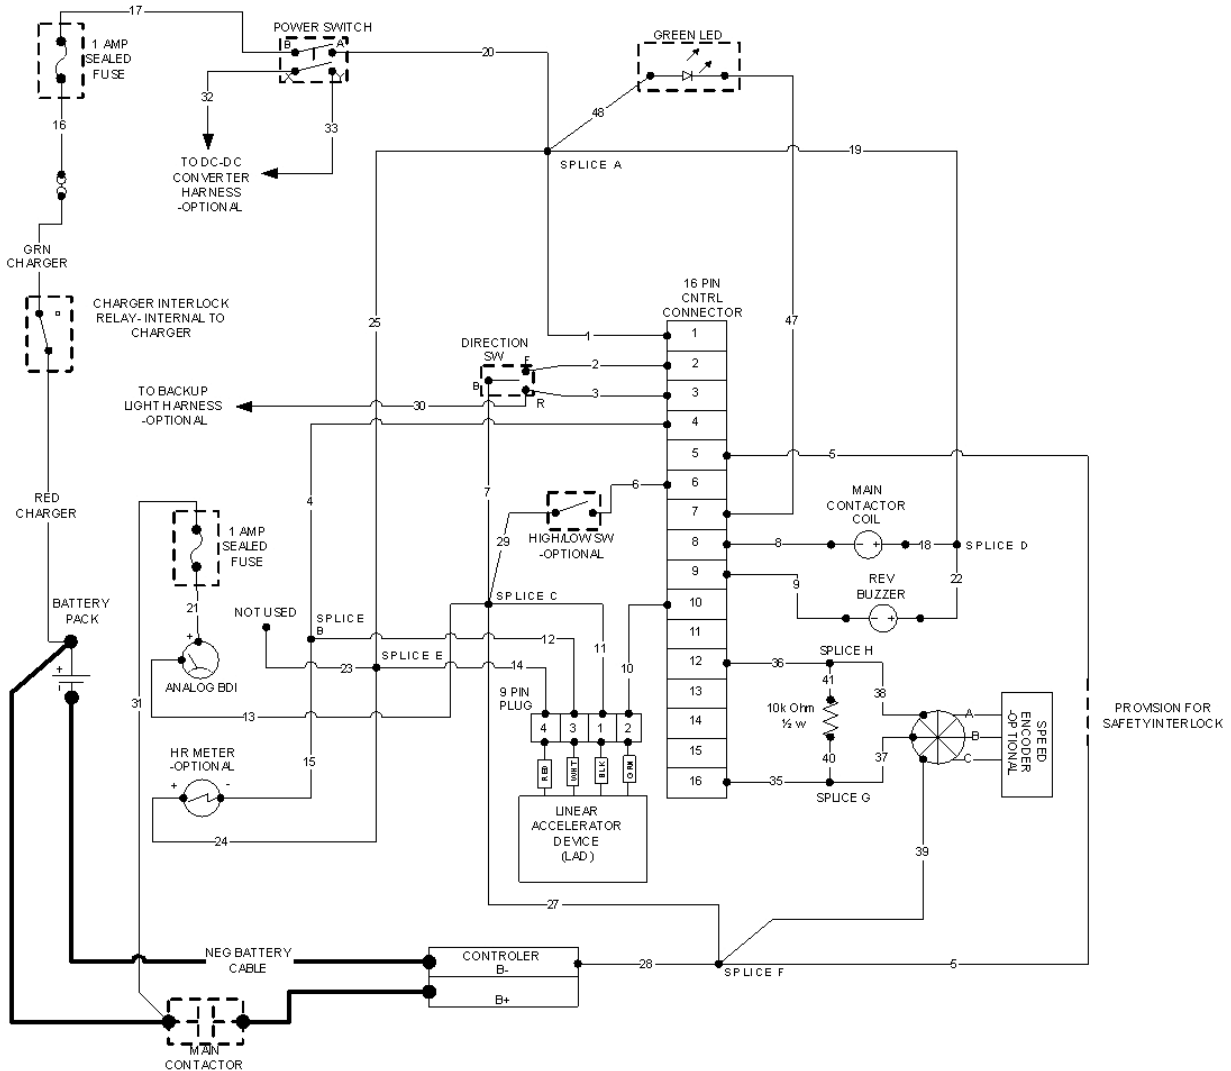 17
POWER SWITCH
1 AMP
SEALED
FUSE
B
A
X
Y
20
GREEN LED
32
33
48
16
TO DC-DC
CONVERTER
HARNESS
-OPTIONAL
SPLICE A
19
GRN
CHARGER
CHARGER INTERLOCK
RELAY- INTERNAL TO
CHARGER
25
16 PIN
CNTRL
CONNECTOR
47
1
1
DIRECTION
SW
F
B
R
2
2
3
3
TO BACKUP
LIGHT HARNESS
-OPTIONAL
30
4
5
5
6
6
7
7
4
HIGH/LOW SW
-OPTIONAL
29
MAIN
CONTACTOR
COIL
8
8
- +
18
SPLICE D
RED
CHARGER
1 AMP
SEALED
FUSE
9
9
REV
BUZZER
- +
22
21
BATTERY
PACK
+
-
NOT USED
SPLICE
B
SPLICE C
10
11
12
11
10
23
SPLICE E
14
+
-
ANALOG BDI
31
13
9 PIN
PLUG
4
3
1
2
RED
WHT
BLK
GRN
LINEAR
ACCELERATOR
DEVICE
(LAD)
12
13
14
15
16
36
SPLICE H
41
38
10k Ohm
½ w
40
37
35
SPLICE G
A
B
C
SPEED
ENCODER
-OPTIONAL
PROVISION FOR
SAFETY INTERLOCK
HR METER
-OPTIONAL
+
-
15
24
39
27
NEG BATTERY
CABLE
CONTROLER
B-
B+
28
SPLICE F
5
MAIN
CONTACTOR